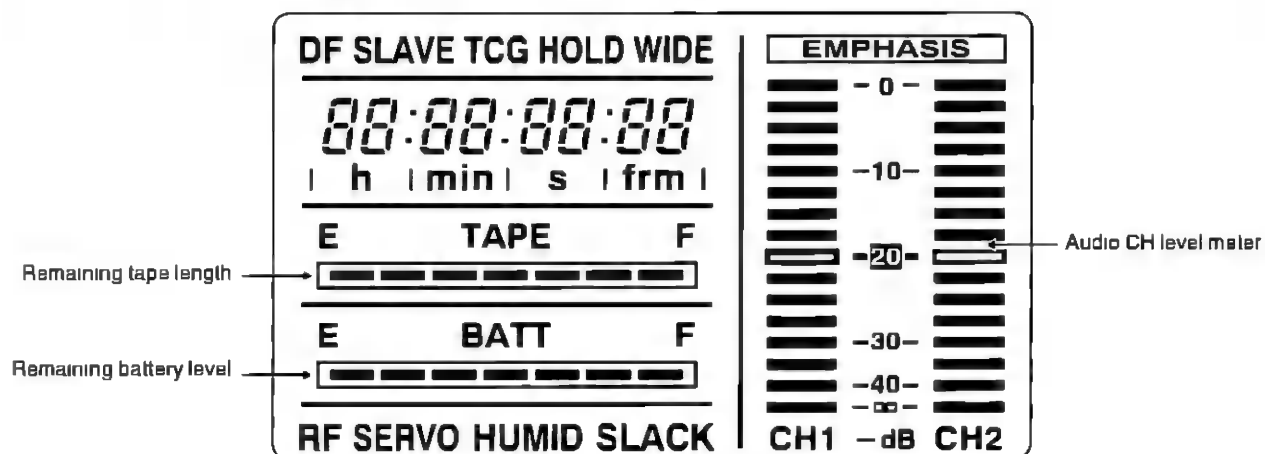 DF SLAVE TCG HOLD WIDE
88:88:88:88
h min s frm
E TAPE F
Remaining tape length
E BATT F
Remaining battery level
RF SERVO HUMID SLACK
EMPHASIS
- 0 -
-10-
-20-
Audio CH level meter
-30-
-40-
-∞-
CH1 -dB CH2